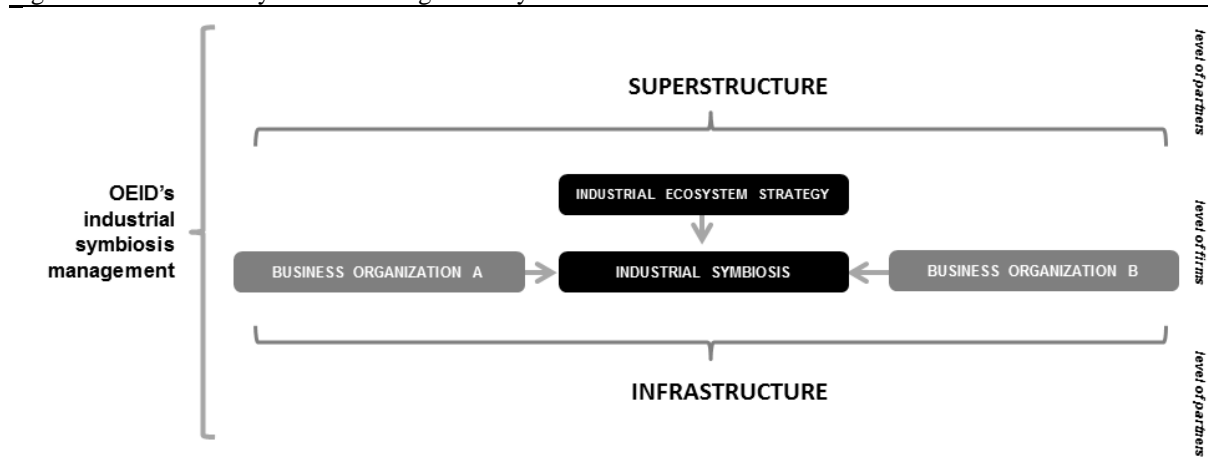 level of partners
SUPERSTRUCTURE
INDUSTRIAL ECOSYSTEM STRATEGY
OEID's
industrial
symbiosis
management
level of firms
BUSINESS ORGANIZATION A
INDUSTRIAL SYMBIOSIS
BUSINESS ORGANIZATION B
INFRASTRUCTURE
level of partners